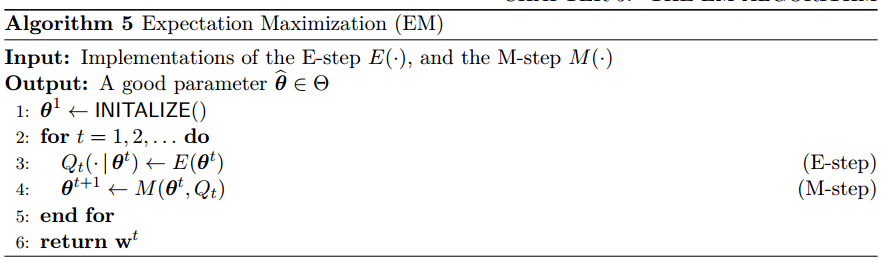 Algorithm 5 Expectation Maximization (EM)
Input: Implementations of the E-step E(·), and the M-step M(·)
Output: A good parameter θ̂ ∈ Θ
1: θ¹ ← INITALIZE()
2: for t = 1, 2, . . . do
3: Qₜ(· | θᵗ) ← E(θᵗ) (E-step)
4: θᵗ⁺¹ ← M(θᵗ, Qₜ) (M-step)
5: end for
6: return wᵗ